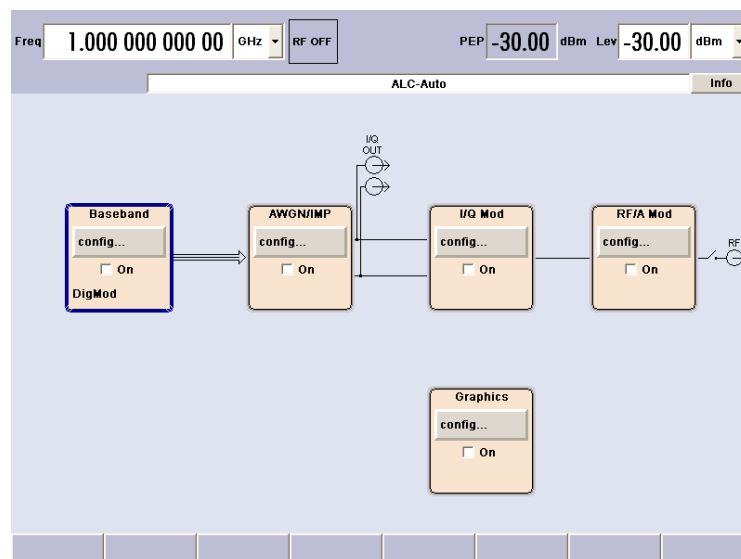 Freq 1.000 000 000 00 GHz RF OFF PEP -30.00 dBm Lev -30.00 dBm
ALC-Auto Info
I/Q
OUT
Baseband AWGN/IMP I/Q Mod RF/A Mod
config... config... config... config... RF
On On On On
DigMod
Graphics
config...
On